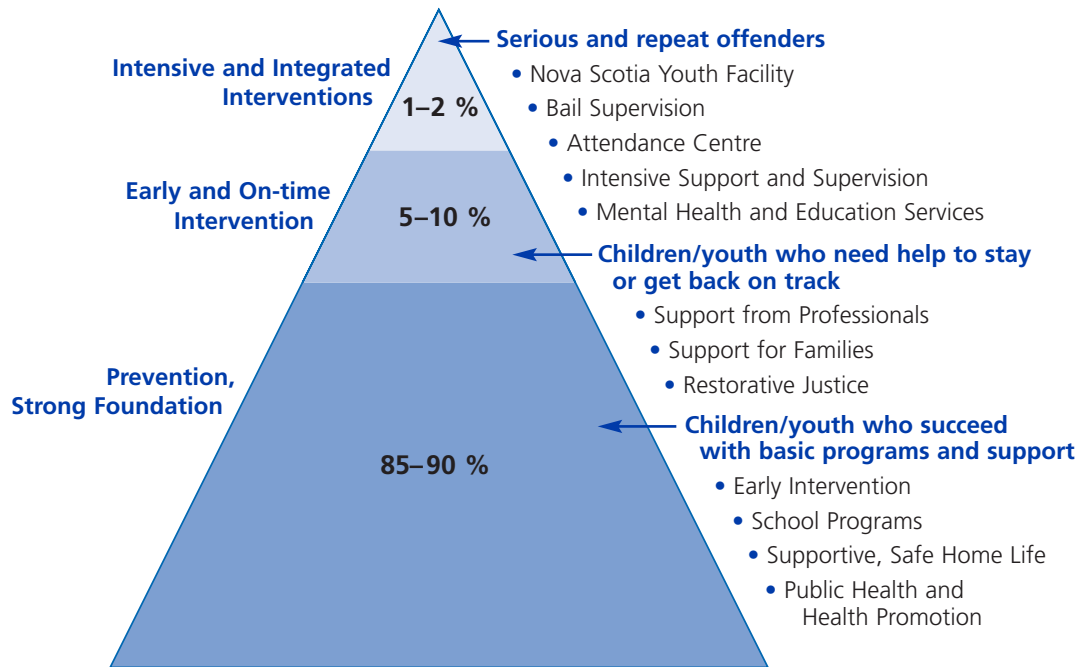 Serious and repeat offenders
Intensive and Integrated
Interventions
1–2 %
• Nova Scotia Youth Facility
• Bail Supervision
• Attendance Centre
• Intensive Support and Supervision
• Mental Health and Education Services
Early and On-time
Intervention
5–10 %
Children/youth who need help to stay
or get back on track
• Support from Professionals
• Support for Families
• Restorative Justice
Prevention,
Strong Foundation
85–90 %
Children/youth who succeed
with basic programs and support
• Early Intervention
• School Programs
• Supportive, Safe Home Life
• Public Health and
Health Promotion